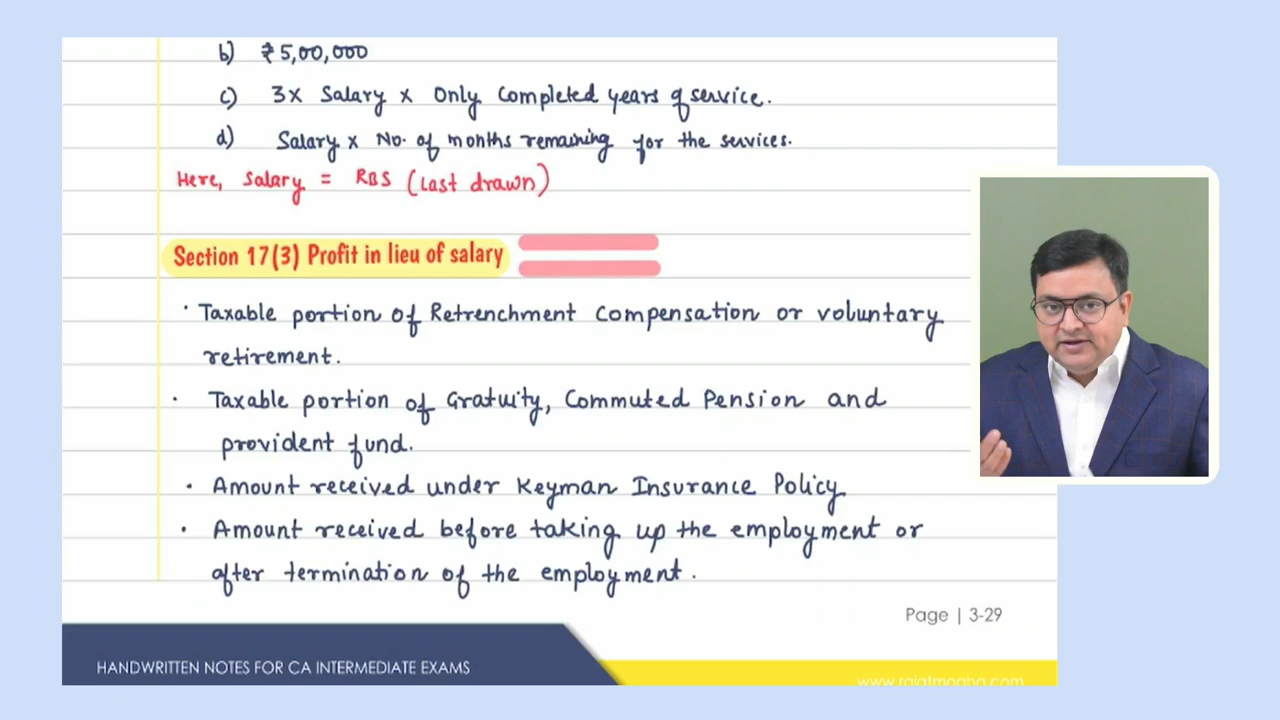 b) ₹5,00,000
c) 3x Salary x Only Completed years of service.
d) Salary x No. of months remaining for the services.
Here, Salary = RBS (Last drawn)
Section 17(3) Profit in lieu of salary
• Taxable portion of Retrenchment Compensation or voluntary
retirement.
• Taxable portion of Gratuity, Commuted Pension and
provident fund.
• Amount received under Keyman Insurance Policy
• Amount received before taking up the employment or
after termination of the employment.
Page | 3-29
HANDWRITTEN NOTES FOR CA INTERMEDIATE EXAMS